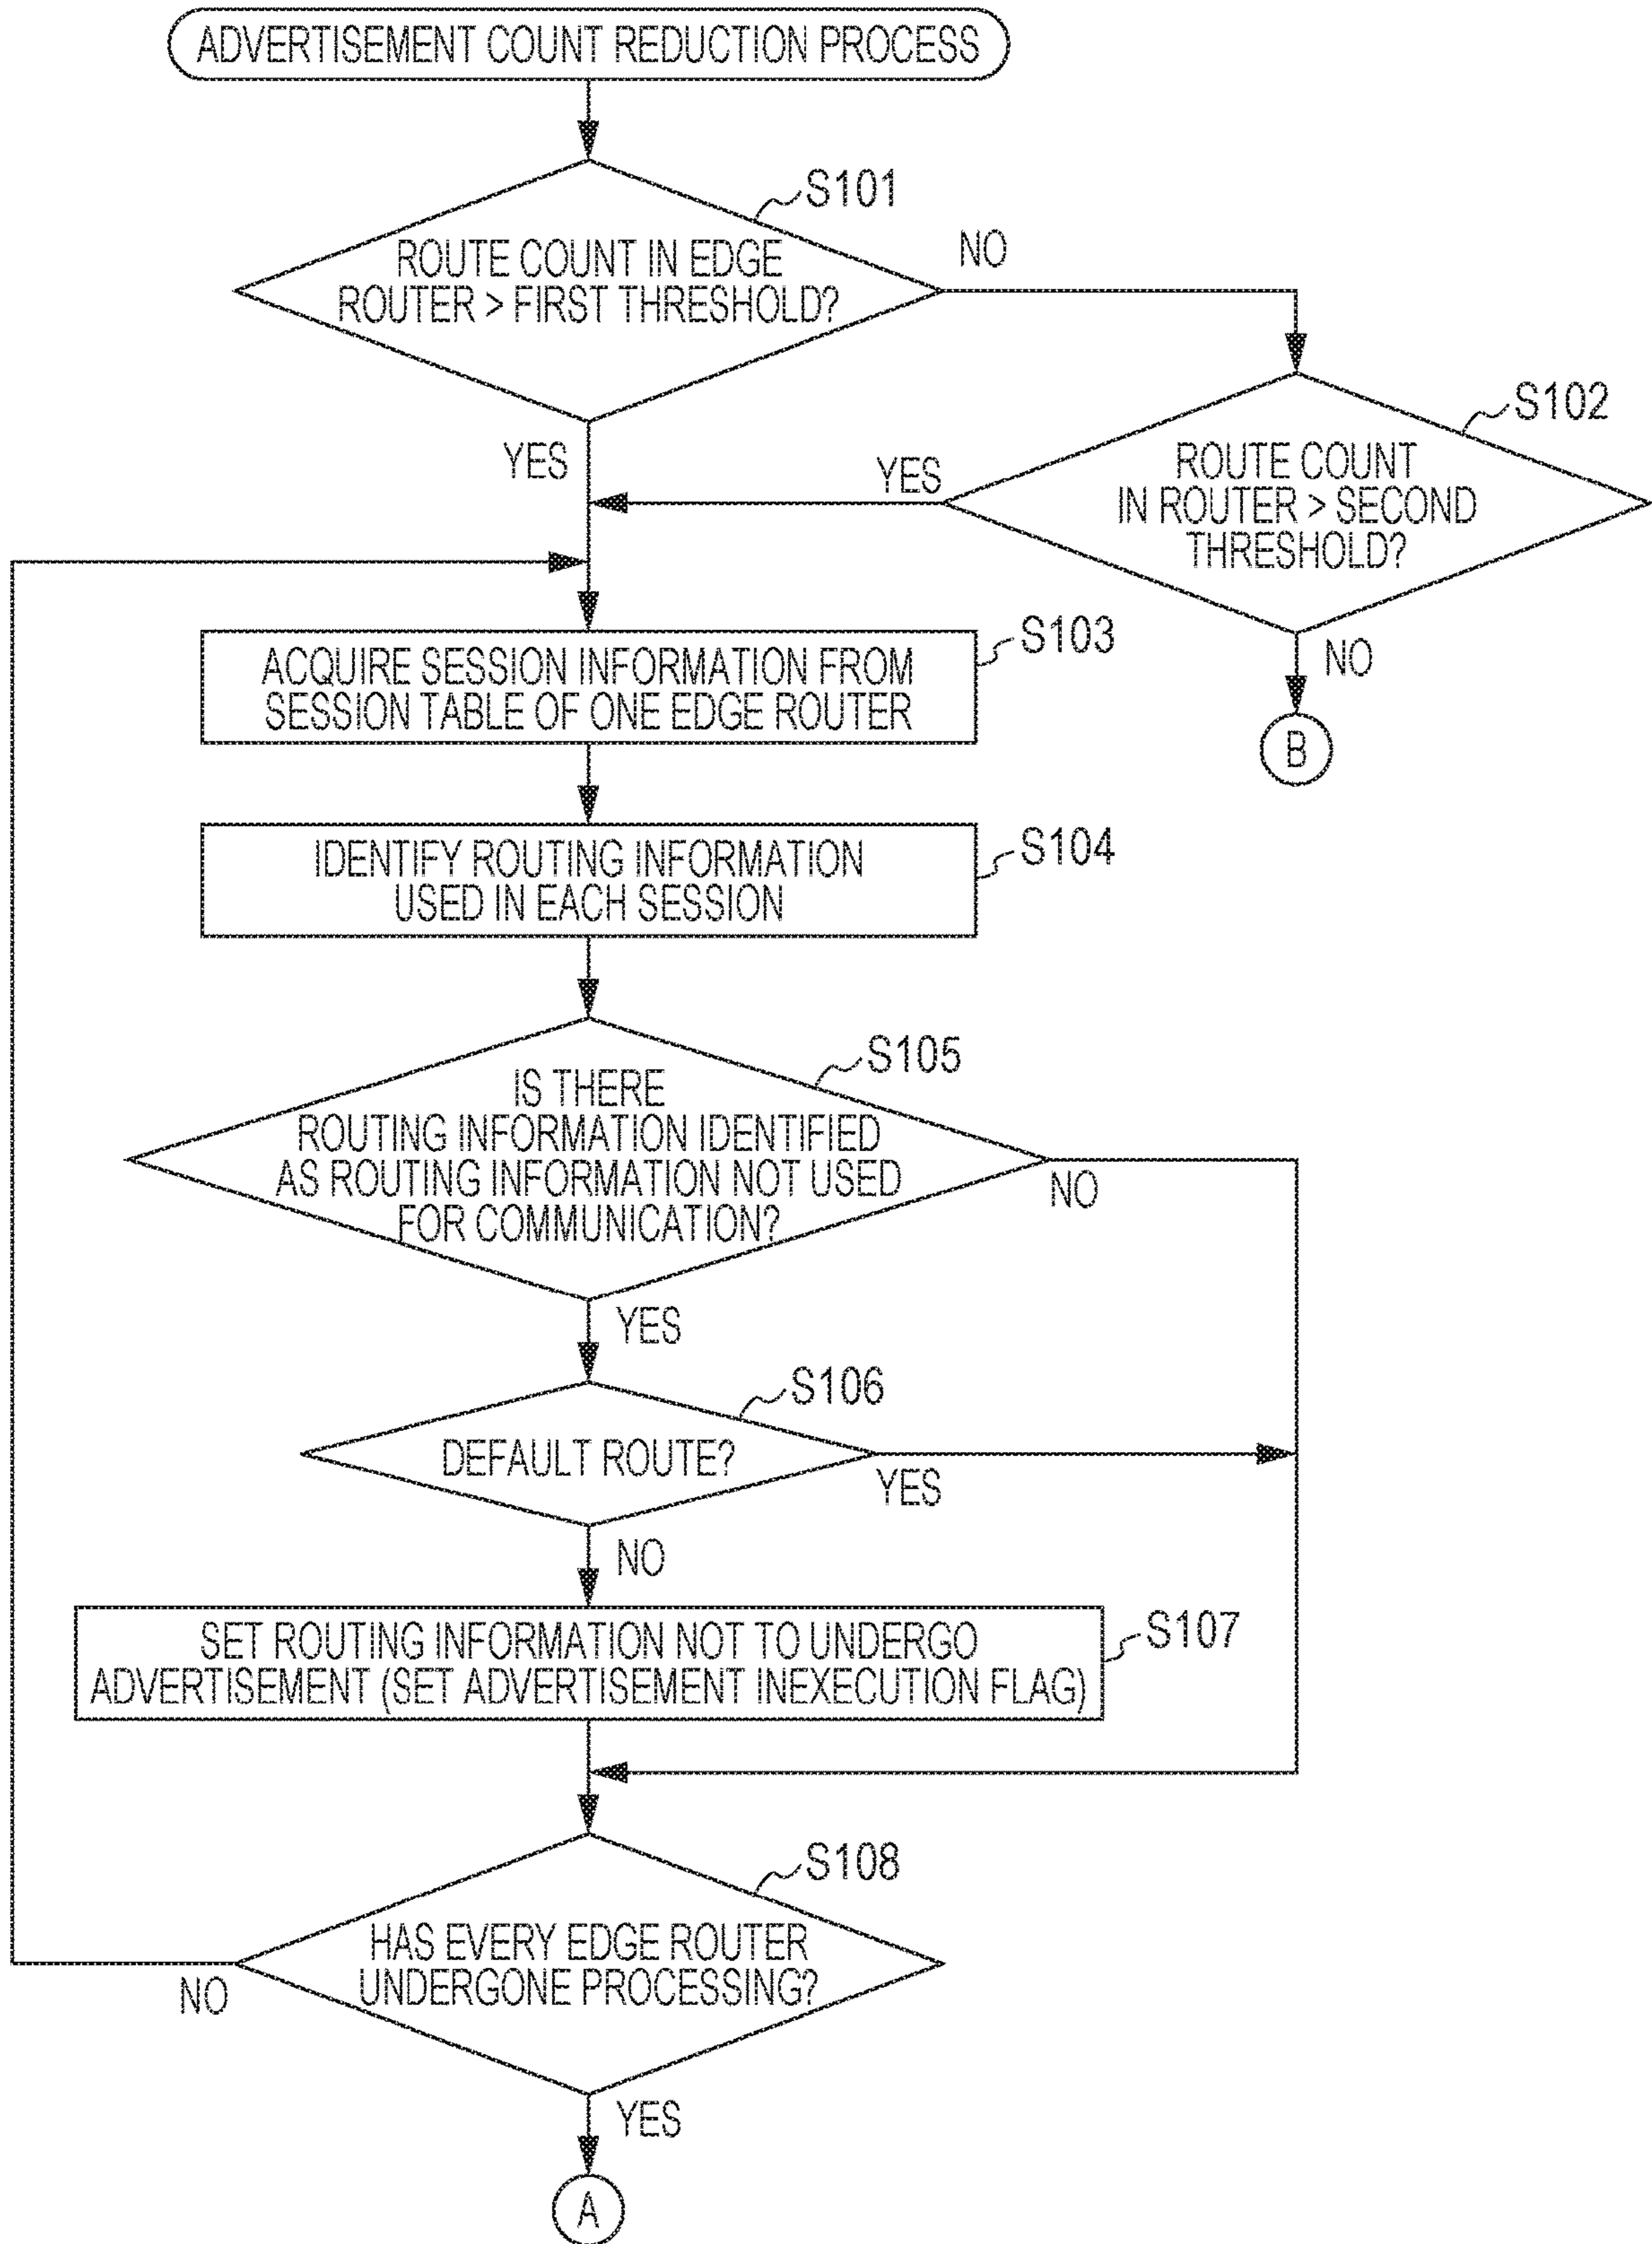 ADVERTISEMENT COUNT REDUCTION PROCESS
S101
ROUTE COUNT IN EDGE
ROUTER > FIRST THRESHOLD?
NO
YES
S102
ROUTE COUNT
IN ROUTER > SECOND
THRESHOLD?
YES
NO
B
S103
ACQUIRE SESSION INFORMATION FROM
SESSION TABLE OF ONE EDGE ROUTER
S104
IDENTIFY ROUTING INFORMATION
USED IN EACH SESSION
S105
IS THERE
ROUTING INFORMATION IDENTIFIED
AS ROUTING INFORMATION NOT USED
FOR COMMUNICATION?
NO
YES
S106
DEFAULT ROUTE?
YES
NO
S107
SET ROUTING INFORMATION NOT TO UNDERGO
ADVERTISEMENT (SET ADVERTISEMENT INEXECUTION FLAG)
S108
HAS EVERY EDGE ROUTER
UNDERGONE PROCESSING?
NO
YES
A